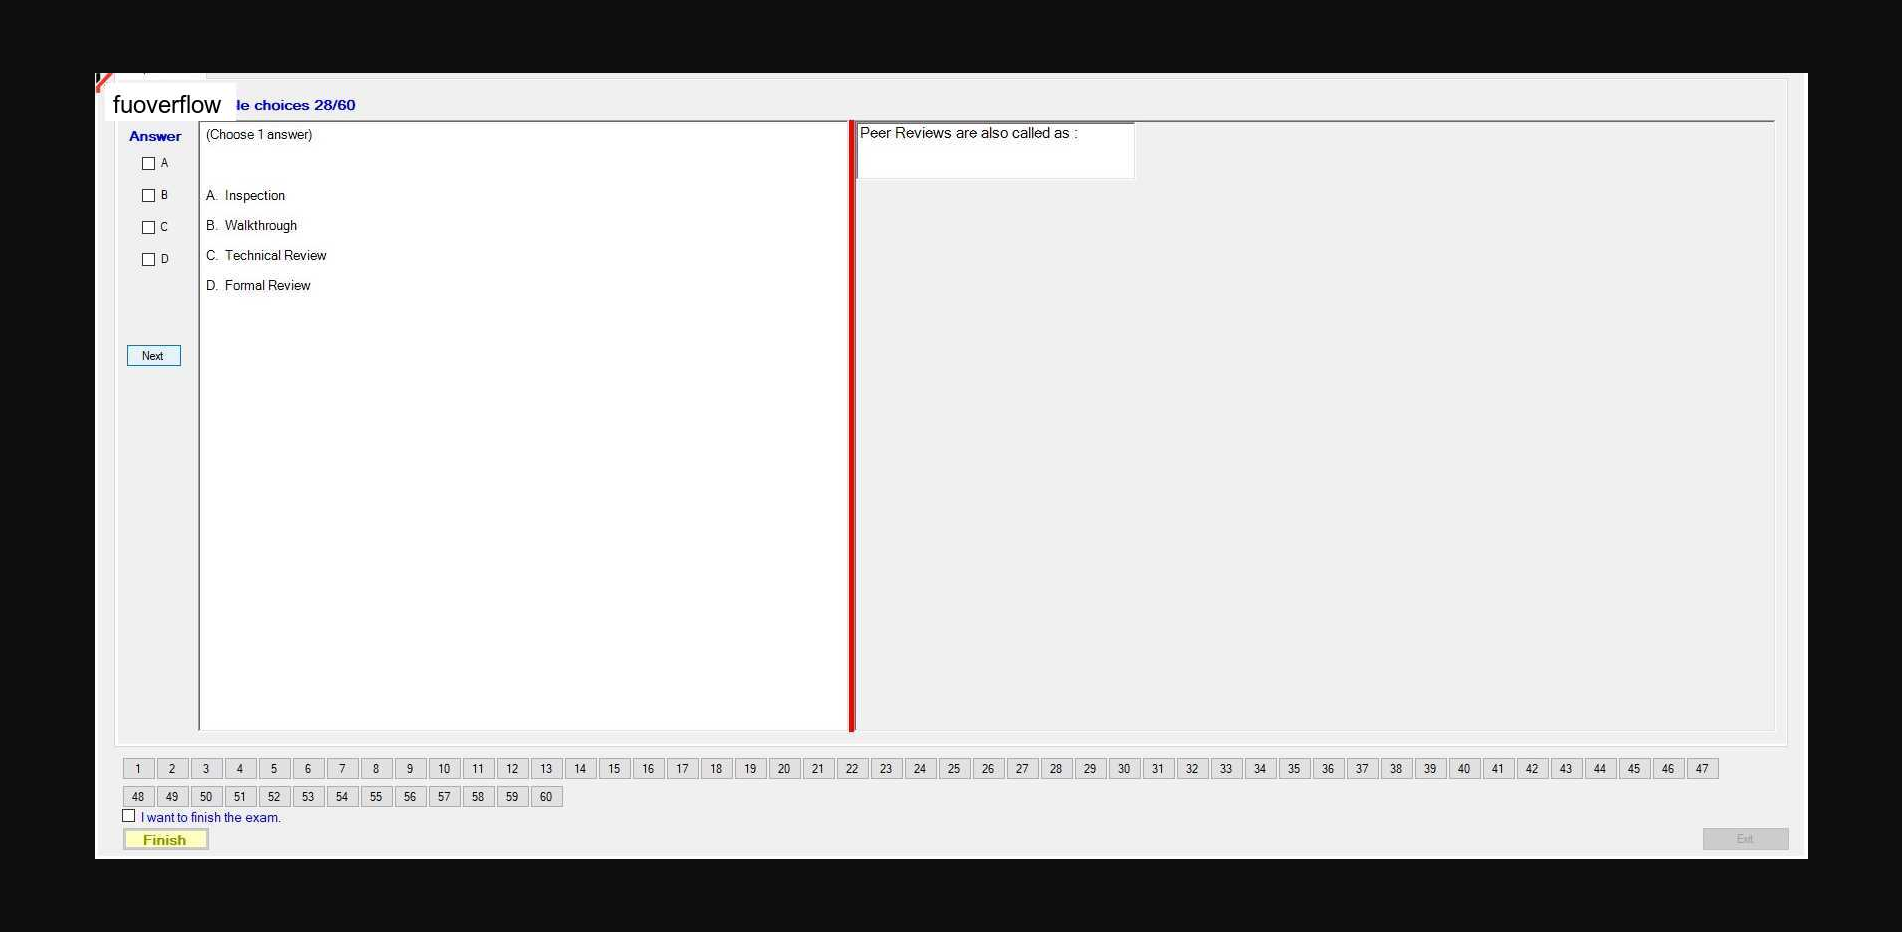 fuoverflow
le choices 28/60
Answer
(Choose 1 answer)
Peer Reviews are also called as :
A
B
C
D
A. Inspection
B. Walkthrough
C. Technical Review
D. Formal Review
Next
1 2 3 4 5 6 7 8 9 10 11 12 13 14 15 16 17 18 19 20 21 22 23 24 25 26 27 28 29 30 31 32 33 34 35 36 37 38 39 40 41 42 43 44 45 46 47
48 49 50 51 52 53 54 55 56 57 58 59 60
I want to finish the exam.
Finish
Exit